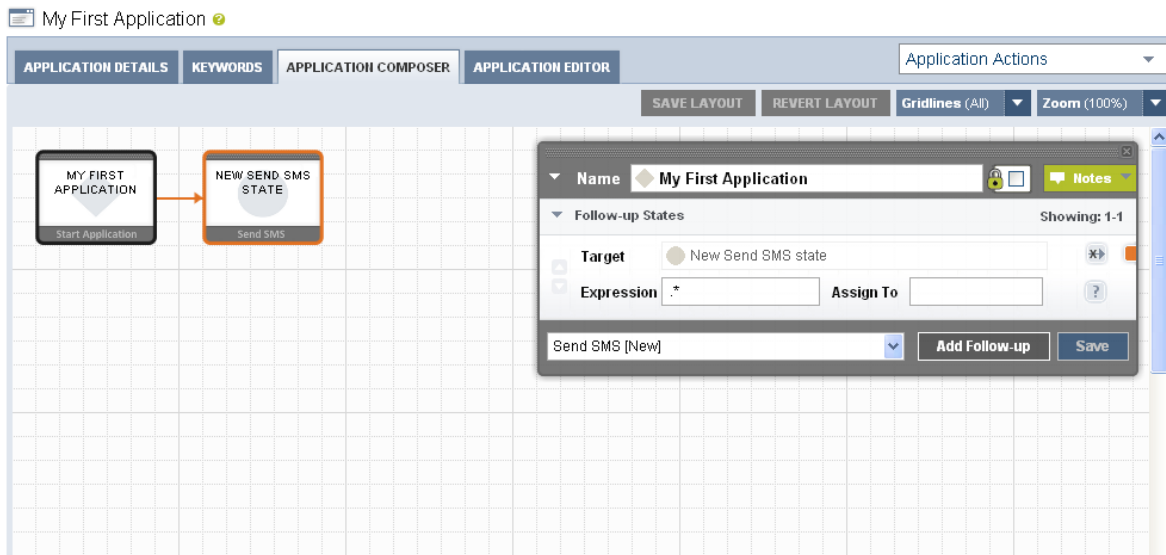 My First Application ?
APPLICATION DETAILS KEYWORDS APPLICATION COMPOSER APPLICATION EDITOR Application Actions
SAVE LAYOUT REVERT LAYOUT Gridlines (All) Zoom (100%)
MY FIRST
APPLICATION
Start Application
NEW SEND SMS
STATE
Send SMS
Name My First Application Notes
Follow-up States Showing: 1-1
Target New Send SMS state
Expression .* Assign To ?
Send SMS [New] Add Follow-up Save